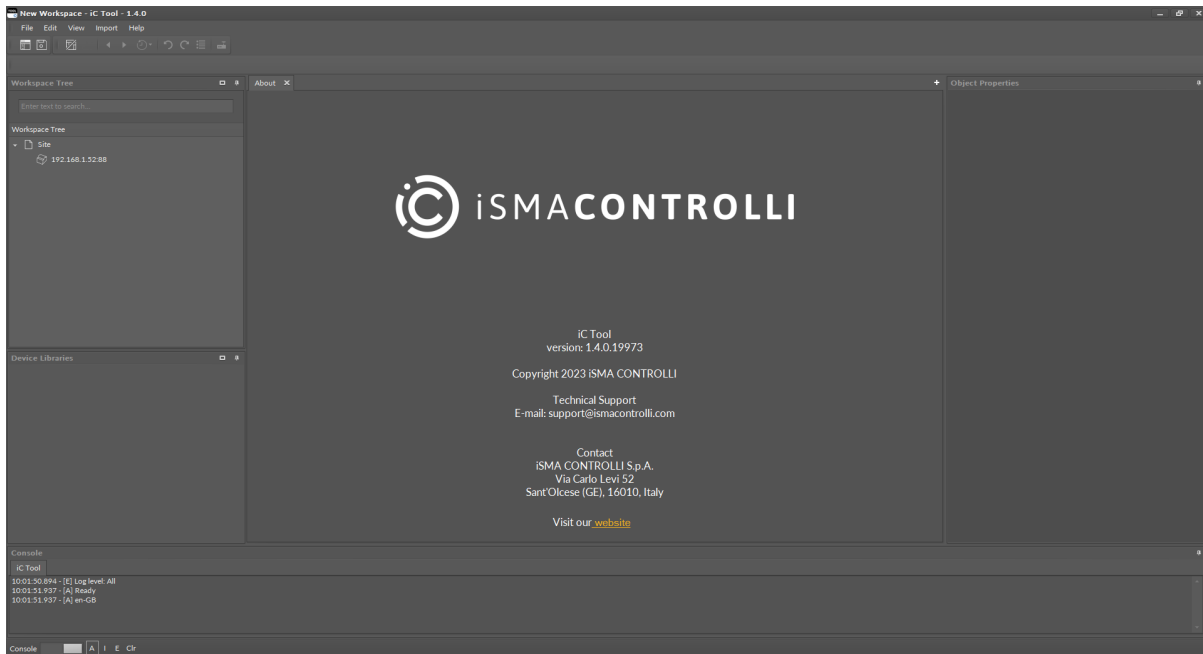 New Workspace - iC Tool - 1.4.0
File Edit View Import Help
Workspace Tree
Enter text to search...
Workspace Tree
Site
192.168.1.52:88
Device Libraries
About
iSMACONTROLLI
iC Tool
version: 1.4.0.19973
Copyright 2023 iSMA CONTROLLI
Technical Support
E-mail: support@ismacontrolli.com
Contact
iSMA CONTROLLI S.p.A.
Via Carlo Levi 52
Sant'Olcese (GE), 16010, Italy
Visit our website
Object Properties
Console
iC Tool
10:01:50.894 - [E] Log level: All
10:01:51.937 - [A] Ready
10:01:51.937 - [A] en-GB
Console A I E Clr